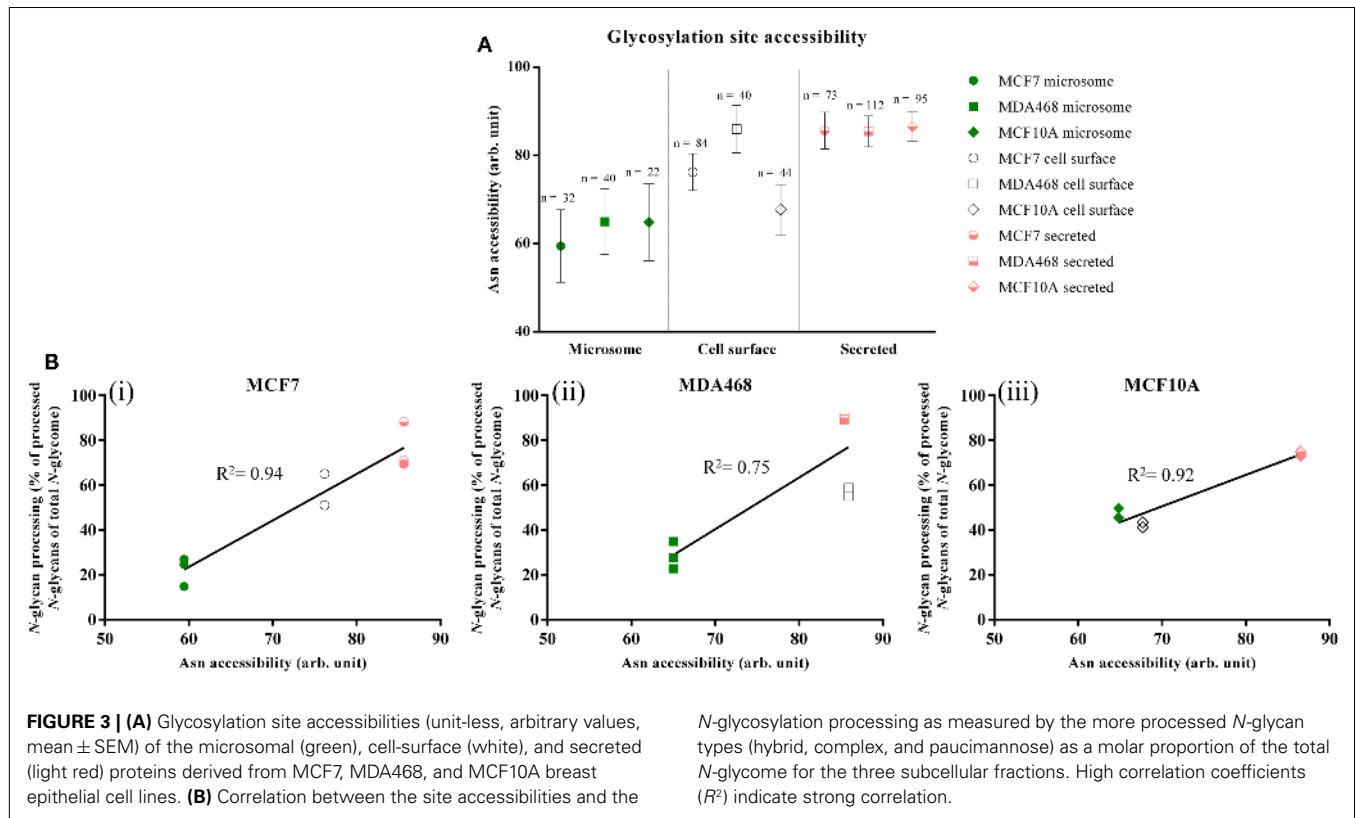 A
Glycosylation site accessibility
Asn accessibility (arb. unit)
100
80
60
40
n = 32
n = 40
n = 22
n = 84
n = 40
n = 44
n = 73
n = 112
n = 95
Microsome
Cell surface
Secreted
MCF7 microsome
MDA468 microsome
MCF10A microsome
MCF7 cell surface
MDA468 cell surface
MCF10A cell surface
MCF7 secreted
MDA468 secreted
MCF10A secreted
B
(i)
MCF7
N-glycan processing (% of processed
N-glycans of total N-glycome)
100
80
60
40
20
0
R²= 0.94
50 60 70 80 90
Asn accessibility (arb. unit)
(ii)
MDA468
N-glycan processing (% of processed
N-glycans of total N-glycome)
100
80
60
40
20
0
R²= 0.75
50 60 70 80 90
Asn accessibility (arb. unit)
(iii)
MCF10A
N-glycan processing (% of processed
N-glycans of total N-glycome)
100
80
60
40
20
0
R²= 0.92
50 60 70 80 90
Asn accessibility (arb. unit)
FIGURE 3 | (A) Glycosylation site accessibilities (unit-less, arbitrary values,
mean ± SEM) of the microsomal (green), cell-surface (white), and secreted
(light red) proteins derived from MCF7, MDA468, and MCF10A breast
epithelial cell lines. (B) Correlation between the site accessibilities and the
N-glycosylation processing as measured by the more processed N-glycan
types (hybrid, complex, and paucimannose) as a molar proportion of the total
N-glycome for the three subcellular fractions. High correlation coefficients
(R²) indicate strong correlation.